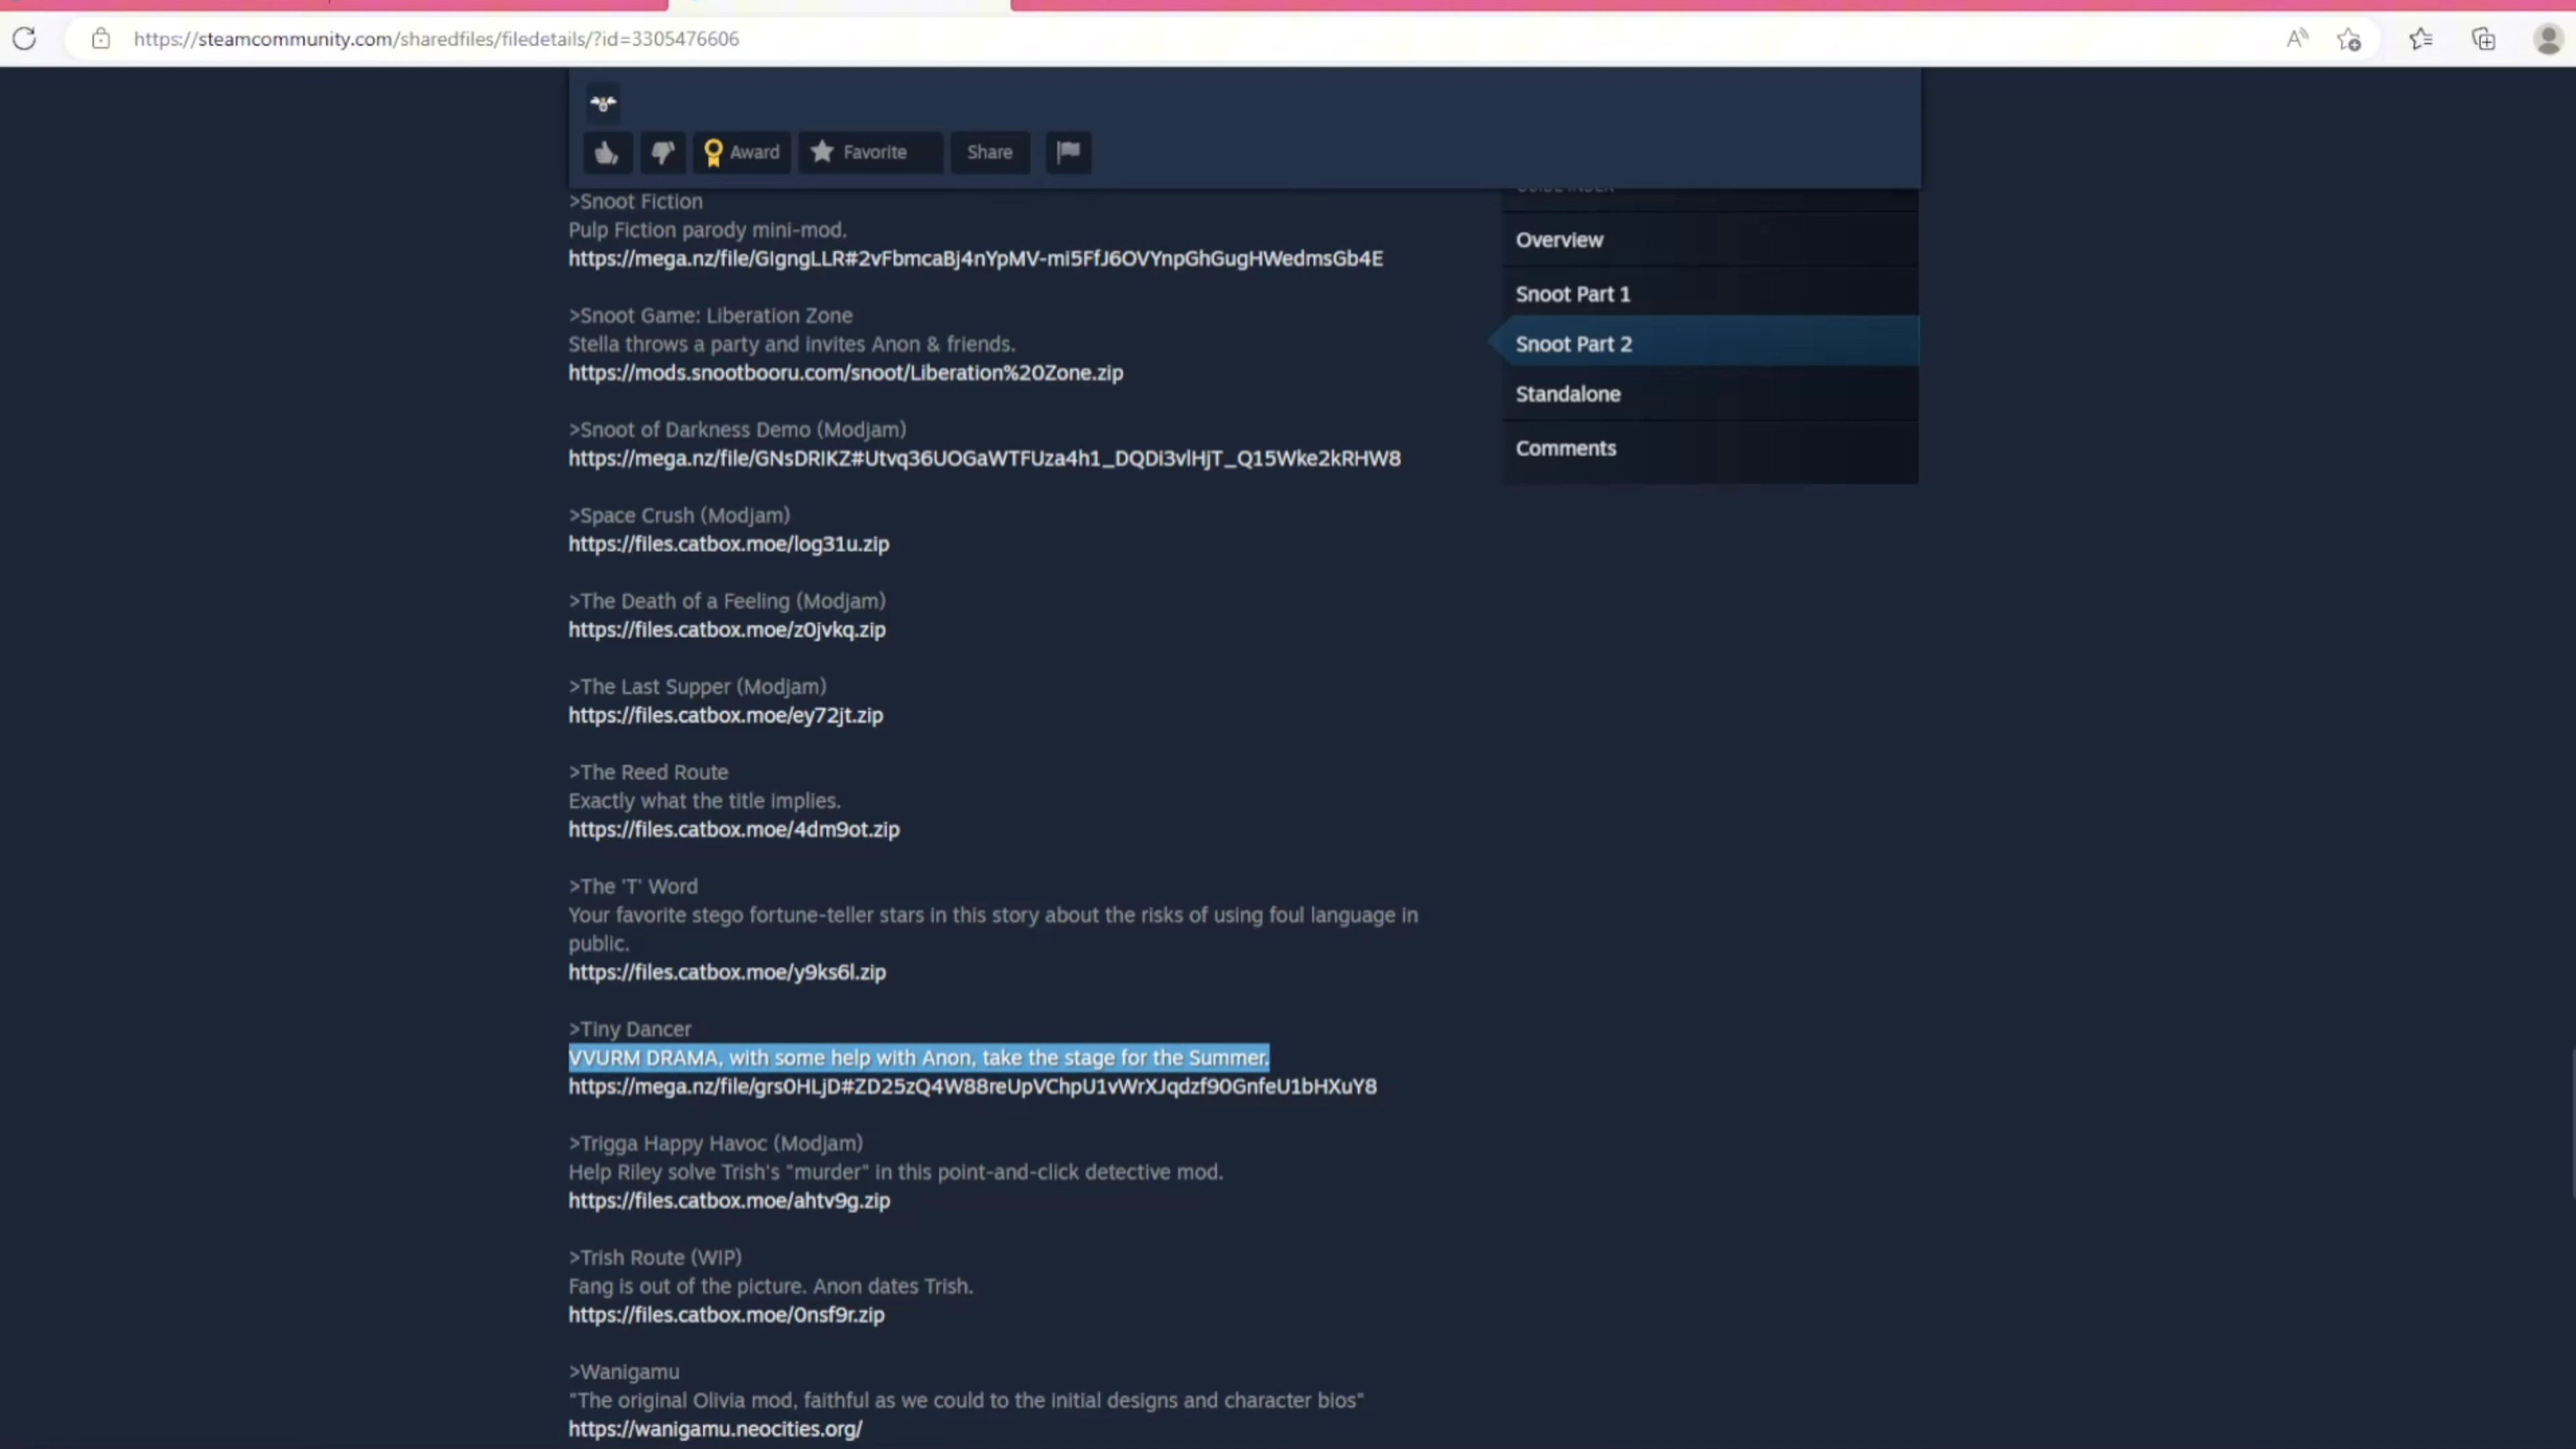 https://steamcommunity.com/sharedfiles/filedetails/?id=3305476606
Award
Favorite
Share
>Snoot Fiction
Pulp Fiction parody mini-mod.
https://mega.nz/file/GIgngLLR#2vFbmcaBj4nYpMV-mi5FfJ6OVYnpGhGugHWedmsGb4E
>Snoot Game: Liberation Zone
Stella throws a party and invites Anon & friends.
https://mods.snootbooru.com/snoot/Liberation%20Zone.zip
>Snoot of Darkness Demo (Modjam)
https://mega.nz/file/GNsDRIKZ#Utvq36UOGaWTFUza4h1_DQDi3vlHjT_Q15Wke2kRHW8
>Space Crush (Modjam)
https://files.catbox.moe/log31u.zip
>The Death of a Feeling (Modjam)
https://files.catbox.moe/z0jvkq.zip
>The Last Supper (Modjam)
https://files.catbox.moe/ey72jt.zip
>The Reed Route
Exactly what the title implies.
https://files.catbox.moe/4dm9ot.zip
>The 'T' Word
Your favorite stego fortune-teller stars in this story about the risks of using foul language in
public.
https://files.catbox.moe/y9ks6l.zip
>Tiny Dancer
VVURM DRAMA, with some help with Anon, take the stage for the Summer.
https://mega.nz/file/grs0HLjD#ZD25zQ4W88reUpVChpU1vWrXJqdzf90GnfeU1bHXuY8
>Trigga Happy Havoc (Modjam)
Help Riley solve Trish's "murder" in this point-and-click detective mod.
https://files.catbox.moe/ahtv9g.zip
>Trish Route (WIP)
Fang is out of the picture. Anon dates Trish.
https://files.catbox.moe/0nsf9r.zip
>Wanigamu
"The original Olivia mod, faithful as we could to the initial designs and character bios"
https://wanigamu.neocities.org/
Overview
Snoot Part 1
Snoot Part 2
Standalone
Comments